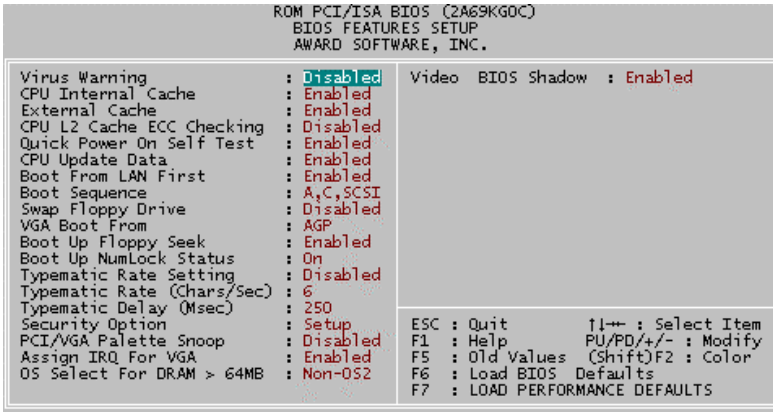 ROM PCI/ISA BIOS (2A69KGOC)
BIOS FEATURES SETUP
AWARD SOFTWARE, INC.
Virus Warning : Disabled
CPU Internal Cache : Enabled
External Cache : Enabled
CPU L2 Cache ECC Checking : Disabled
Quick Power On Self Test : Enabled
CPU Update Data : Enabled
Boot From LAN First : Enabled
Boot Sequence : A,C,SCSI
Swap Floppy Drive : Disabled
VGA Boot From : AGP
Boot Up Floppy Seek : Enabled
Boot Up NumLock Status : On
Typematic Rate Setting : Disabled
Typematic Rate (Chars/Sec) : 6
Typematic Delay (Msec) : 250
Security Option : Setup
PCI/VGA Palette Snoop : Disabled
Assign IRQ For VGA : Enabled
OS Select For DRAM > 64MB : Non-OS2
Video BIOS Shadow : Enabled
ESC : Quit ↑↓→← : Select Item
F1 : Help PU/PD/+/- : Modify
F5 : Old Values (Shift)F2 : Color
F6 : Load BIOS Defaults
F7 : LOAD PERFORMANCE DEFAULTS